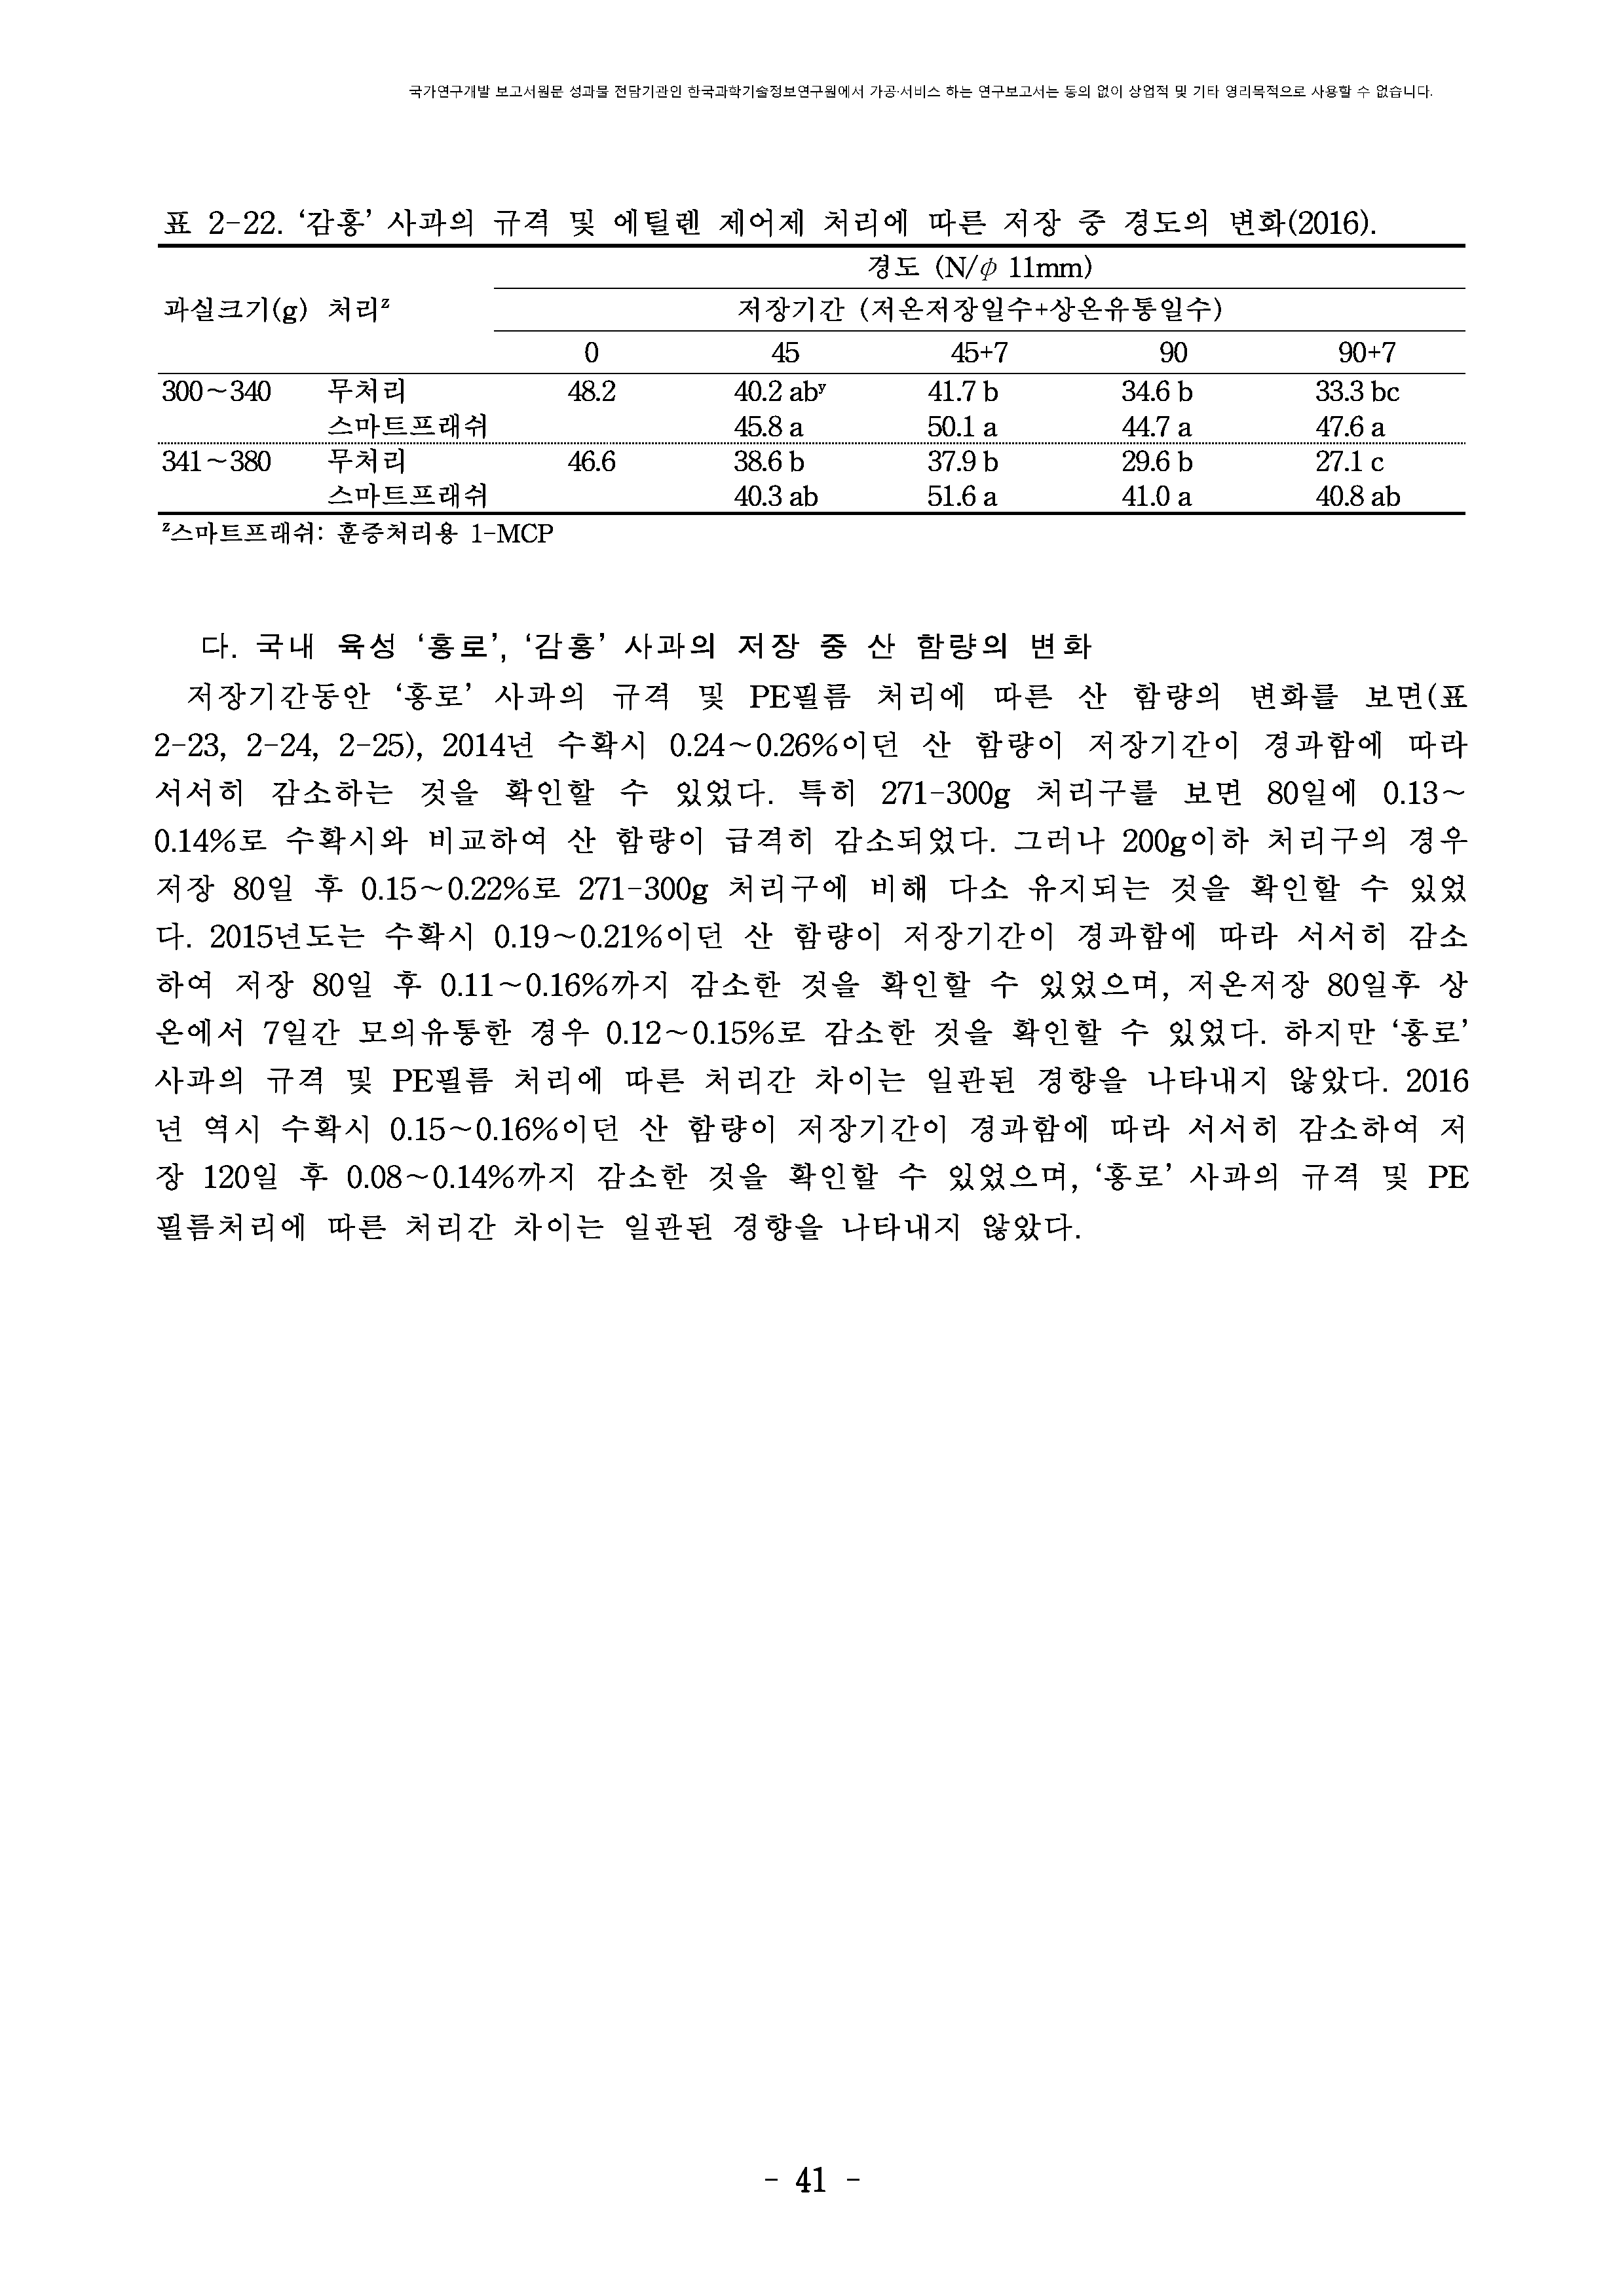 국가연구개발 보고서원문 성과물 전담기관인 한국과학기술정보연구원에서 가공·서비스 하는 연구보고서는 동의 없이 상업적 및 기타 영리목적으로 사용할 수 없습니다.
표 2-22. ‘감홍’ 사과의 규격 및 에틸렌 제어제 처리에 따른 저장 중 경도의 변화(2016).
경도 (N/ϕ 11mm)
과실크기(g) 처리ᶻ 저장기간 (저온저장일수+상온유통일수)
0 45 45+7 90 90+7
300~340 무처리 48.2 40.2 abʸ 41.7 b 34.6 b 33.3 bc
스마트프래쉬 45.8 a 50.1 a 44.7 a 47.6 a
341~380 무처리 46.6 38.6 b 37.9 b 29.6 b 27.1 c
스마트프래쉬 40.3 ab 51.6 a 41.0 a 40.8 ab
ᶻ스마트프래쉬: 훈증처리용 1-MCP
다. 국내 육성 ‘홍로’, ‘감홍’ 사과의 저장 중 산 함량의 변화
저장기간동안 ‘홍로’ 사과의 규격 및 PE필름 처리에 따른 산 함량의 변화를 보면(표
2-23, 2-24, 2-25), 2014년 수확시 0.24~0.26%이던 산 함량이 저장기간이 경과함에 따라
서서히 감소하는 것을 확인할 수 있었다. 특히 271-300g 처리구를 보면 80일에 0.13~
0.14%로 수확시와 비교하여 산 함량이 급격히 감소되었다. 그러나 200g이하 처리구의 경우
저장 80일 후 0.15~0.22%로 271-300g 처리구에 비해 다소 유지되는 것을 확인할 수 있었
다. 2015년도는 수확시 0.19~0.21%이던 산 함량이 저장기간이 경과함에 따라 서서히 감소
하여 저장 80일 후 0.11~0.16%까지 감소한 것을 확인할 수 있었으며, 저온저장 80일후 상
온에서 7일간 모의유통한 경우 0.12~0.15%로 감소한 것을 확인할 수 있었다. 하지만 ‘홍로’
사과의 규격 및 PE필름 처리에 따른 처리간 차이는 일관된 경향을 나타내지 않았다. 2016
년 역시 수확시 0.15~0.16%이던 산 함량이 저장기간이 경과함에 따라 서서히 감소하여 저
장 120일 후 0.08~0.14%까지 감소한 것을 확인할 수 있었으며, ‘홍로’ 사과의 규격 및 PE
필름처리에 따른 처리간 차이는 일관된 경향을 나타내지 않았다.
- 41 -